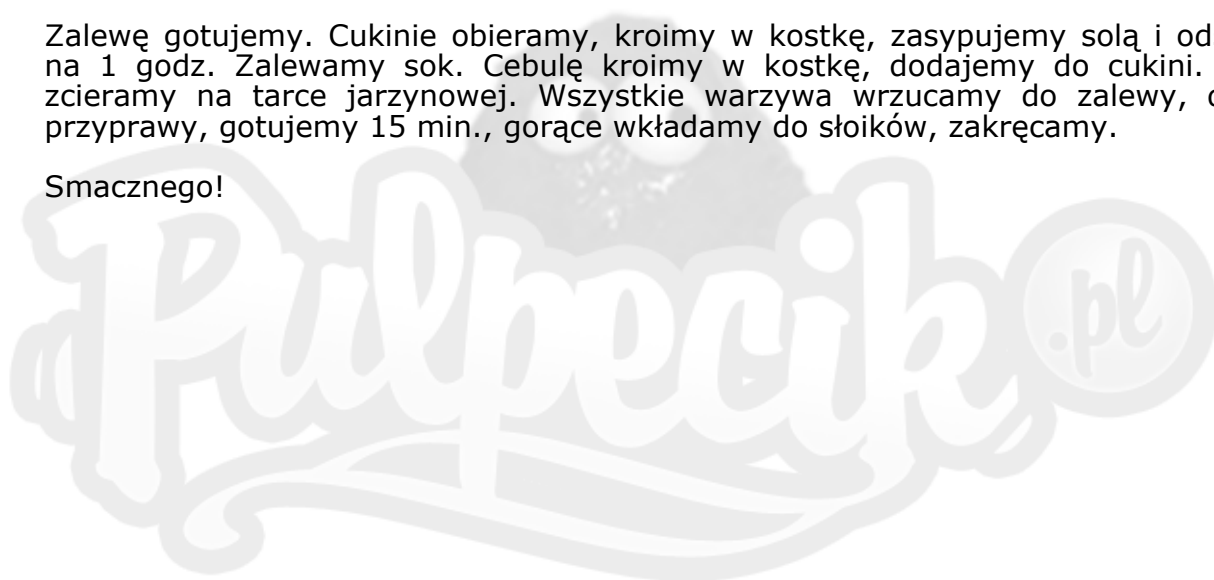 Zalewę gotujemy. Cukinie obieramy, kroimy w kostkę, zasypujemy solą i
na 1 godz. Zalewamy sok. Cebulę kroimy w kostkę, dodajemy do cukini.
zcieramy na tarce jarzynowej. Wszystkie warzywa wrzucamy do zalewy,
przyprawy, gotujemy 15 min., gorące wkładamy do słoików, zakręcamy.
Smacznego!
Pulpecik .pl